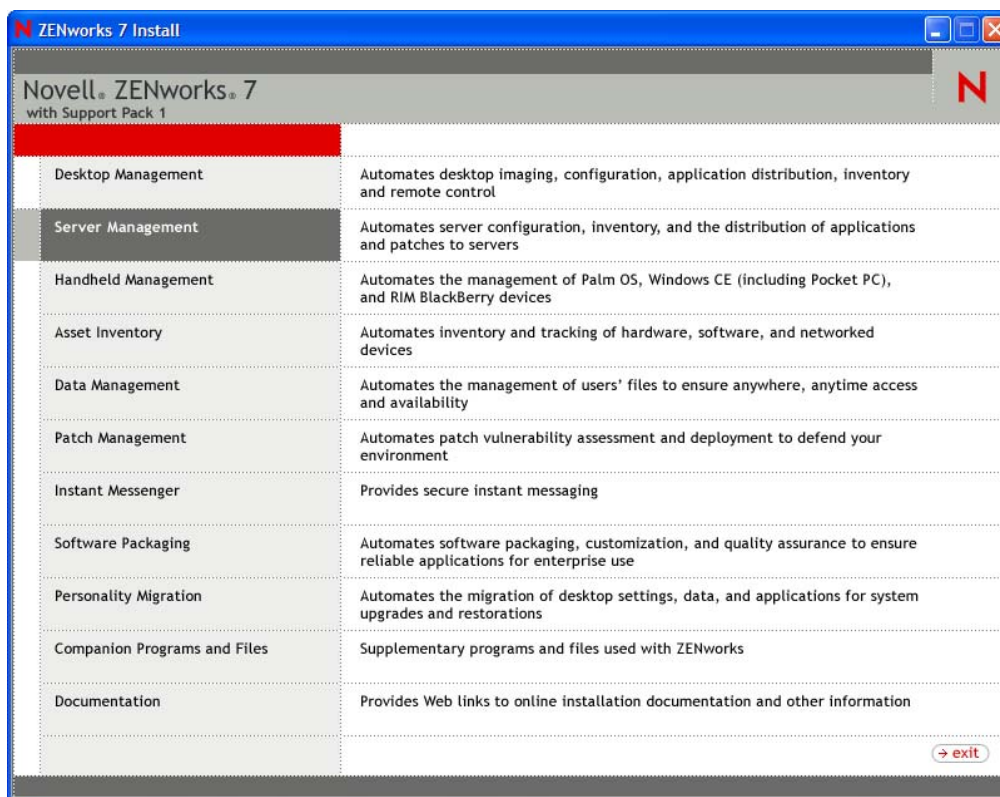 N ZENworks 7 Install
Novell® ZENworks® 7
with Support Pack 1
N
Desktop Management
Automates desktop imaging, configuration, application distribution, inventory
and remote control
Server Management
Automates server configuration, inventory, and the distribution of applications
and patches to servers
Handheld Management
Automates the management of Palm OS, Windows CE (including Pocket PC),
and RIM BlackBerry devices
Asset Inventory
Automates inventory and tracking of hardware, software, and networked
devices
Data Management
Automates the management of users’ files to ensure anywhere, anytime access
and availability
Patch Management
Automates patch vulnerability assessment and deployment to defend your
environment
Instant Messenger
Provides secure instant messaging
Software Packaging
Automates software packaging, customization, and quality assurance to ensure
reliable applications for enterprise use
Personality Migration
Automates the migration of desktop settings, data, and applications for system
upgrades and restorations
Companion Programs and Files
Supplementary programs and files used with ZENworks
Documentation
Provides Web links to online installation documentation and other information
→ exit